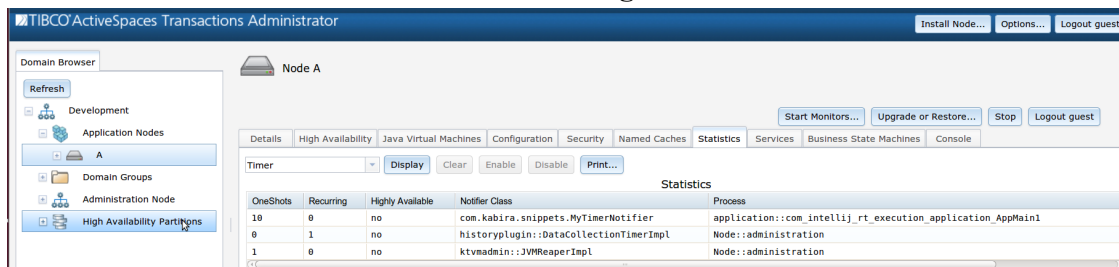 TIBCO® ActiveSpaces Transactions Administrator
Install Node... Options... Logout guest
Domain Browser
Refresh
Development
Application Nodes
A
Domain Groups
Administration Node
High Availability Partitions
Node A
Start Monitors... Upgrade or Restore... Stop Logout guest
Details High Availability Java Virtual Machines Configuration Security Named Caches Statistics Services Business State Machines Console
Timer Display Clear Enable Disable Print...
Statistics
OneShots Recurring Highly Available Notifier Class Process
10 0 no com.kabira.snippets.MyTimerNotifier application::com_intellij_rt_execution_application_AppMain1
0 1 no historyplugin::DataCollectionTimerImpl Node::administration
1 0 no ktvmadmin::JVMReaperImpl Node::administration